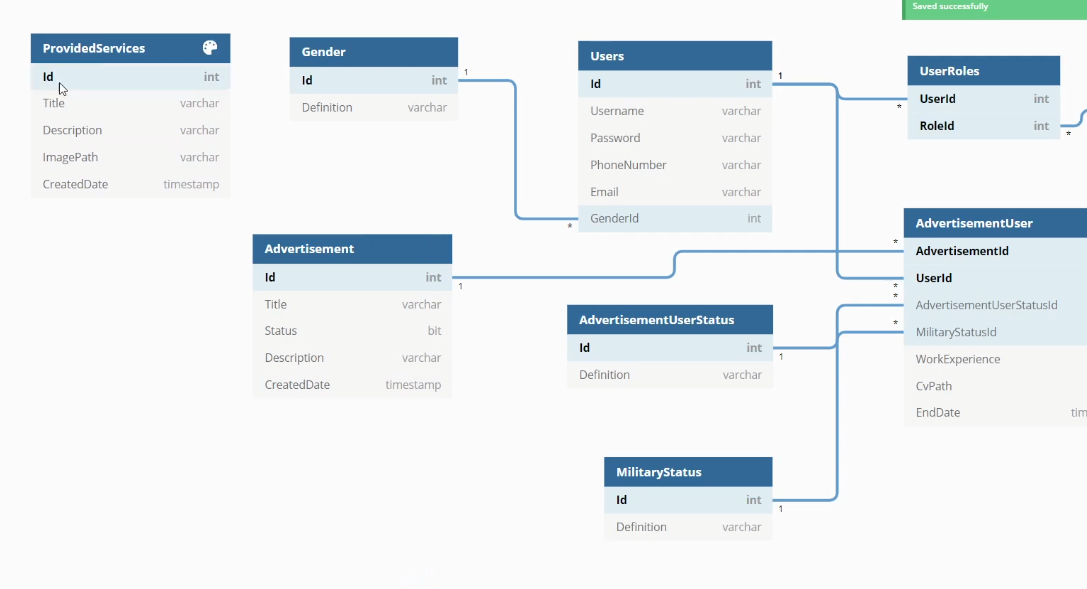 Saved successfully
ProvidedServices
Id int
Title varchar
Description varchar
ImagePath varchar
CreatedDate timestamp
Gender
Id int
Definition varchar
1
*
Users
Id int
Username varchar
Password varchar
PhoneNumber varchar
Email varchar
GenderId int
1
*
UserRoles
UserId int
RoleId int
*
Advertisement
Id int
Title varchar
Status bit
Description varchar
CreatedDate timestamp
1
AdvertisementUserStatus
Id int
Definition varchar
1
*
*
*
*
AdvertisementUser
AdvertisementId
UserId
AdvertisementUserStatusId
MilitaryStatusId
WorkExperience
CvPath
EndDate tim
MilitaryStatus
Id int
Definition varchar
1